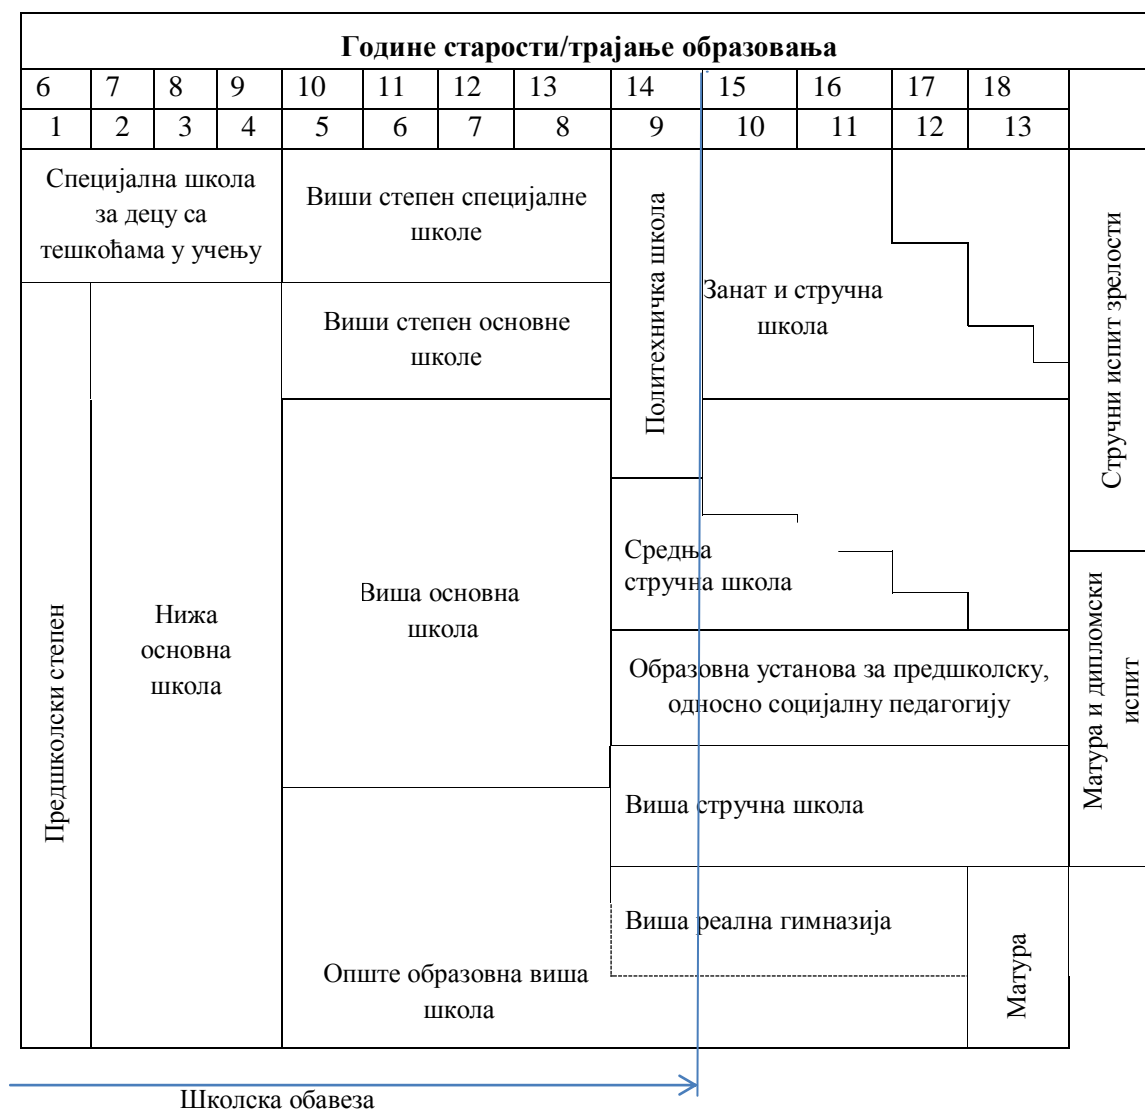 Године старости/трајање образовања
6 7 8 9 10 11 12 13 14 15 16 17 18
1 2 3 4 5 6 7 8 9 10 11 12 13
Специјална школа
за децу са
тешкоћама у учењу
Виши степен специјалне
школе
Политехничка школа
Занат и стручна
школа
Стручни испит зрелости
Виши степен основне
школе
Предшколски степен
Нижа
основна
школа
Виша основна
школа
Средња
стручна школа
Образовна установа за предшколску,
односно социјалну педагогију
Матура и дипломски
испит
Виша стручна школа
Виша реална гимназија
Матура
Опште образовна виша
школа
Школска обавеза